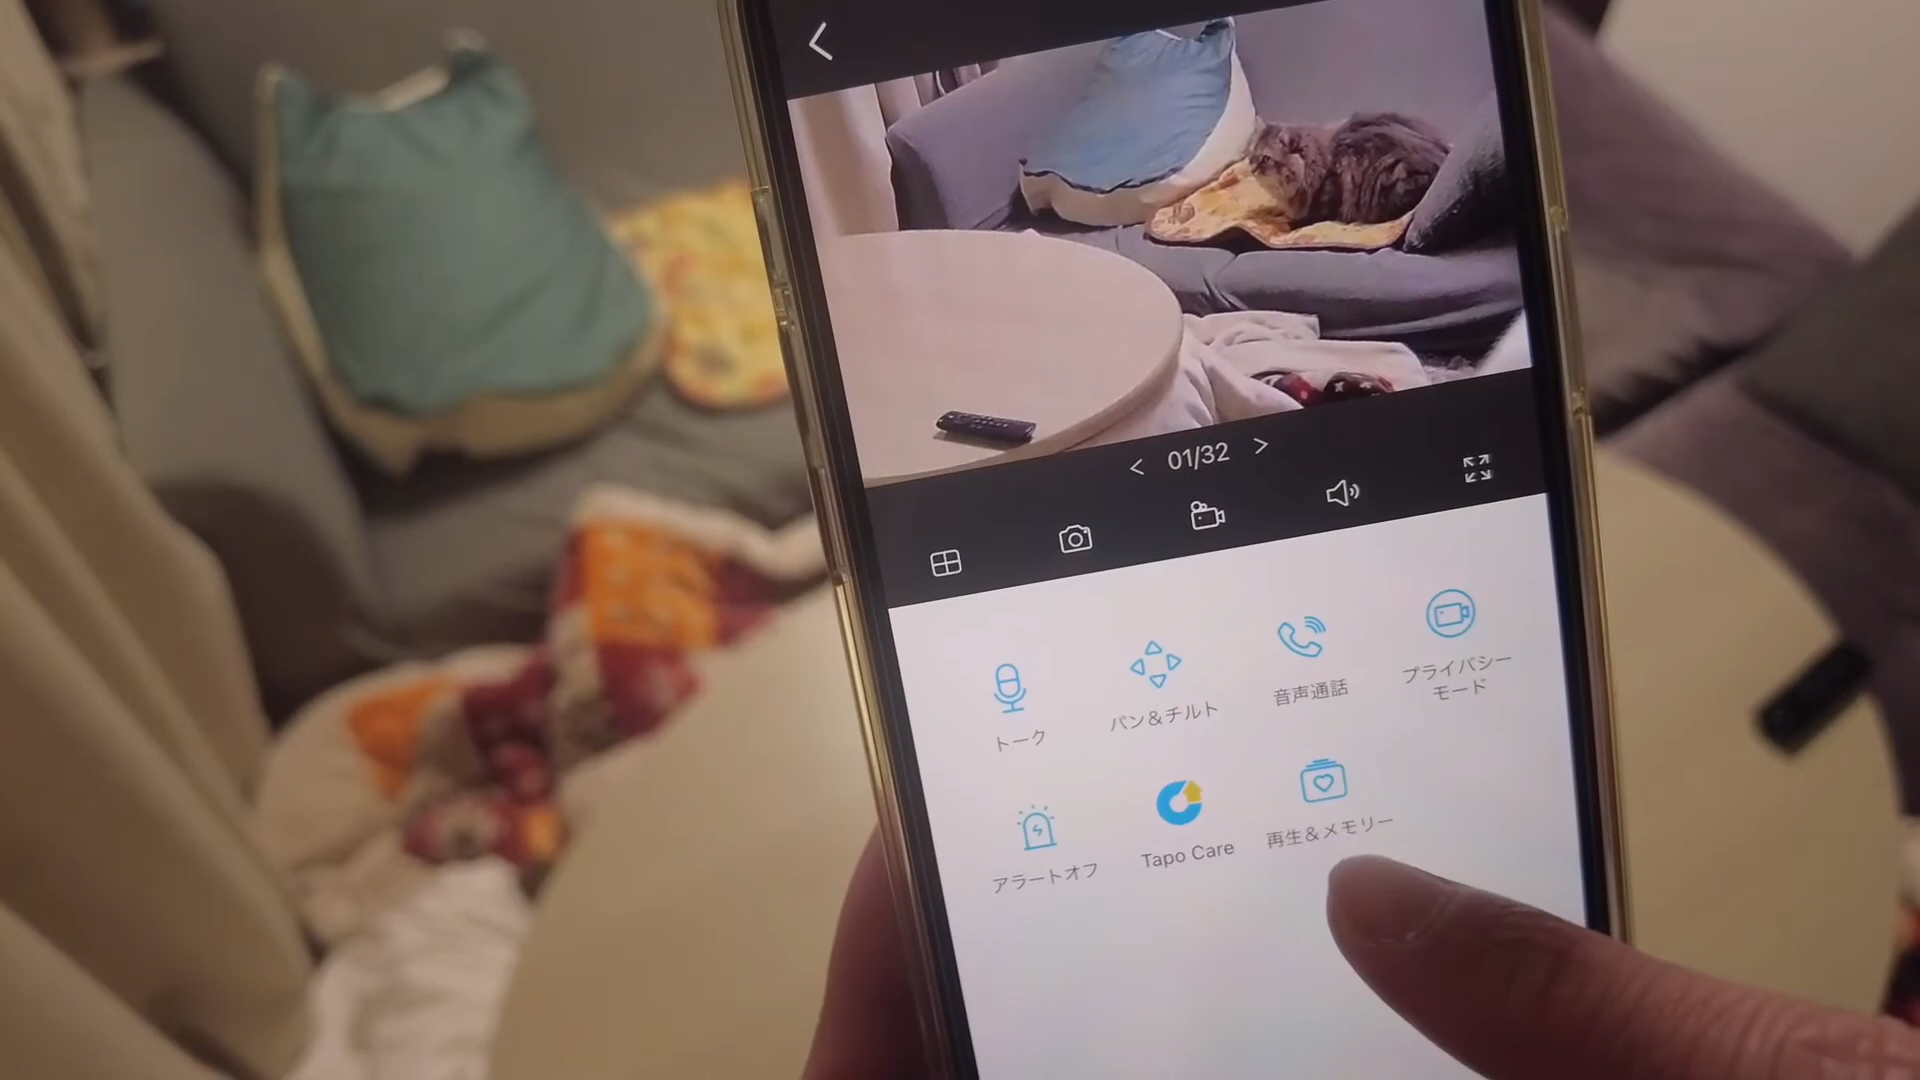 01/32
トーク
パン&チルト
音声通話
プライバシー
モード
アラートオフ
Tapo Care
再生&メモリー